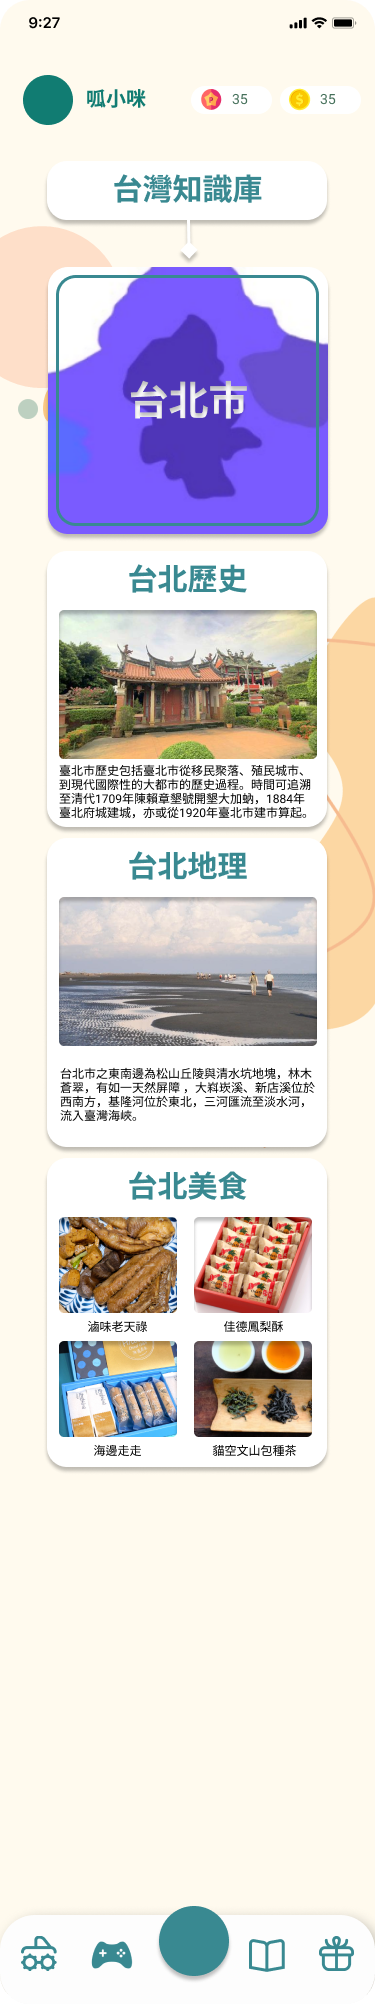 9:27
呱小咪
35
35
台灣知識庫
台北市
台北歷史
臺北市歷史包括臺北市從移民聚落、殖民城市、
到現代國際性的大都市的歷史過程。時間可追溯
至清代1709年陳賴章墾號開墾大加蚋，1884年
臺北府城建城，亦或從1920年臺北市建市算起。
台北地理
台北市之東南邊為松山丘陵與清水坑地塊，林木
蒼翠，有如一天然屏障 ，大嵙崁溪、新店溪位於
西南方，基隆河位於東北，三河匯流至淡水河，
流入臺灣海峽。
台北美食
滷味老天祿
佳德鳳梨酥
海邊走走
貓空文山包種茶